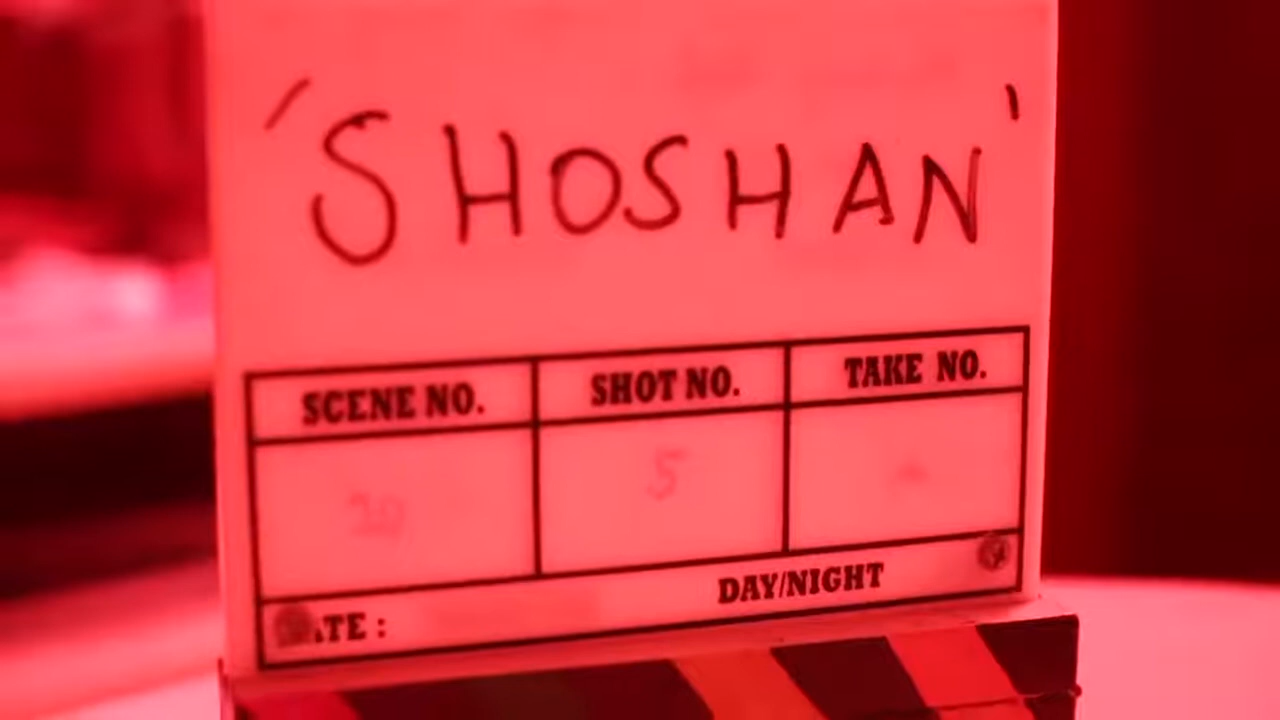 'SHOSHAN'
SCENE NO. SHOT NO. TAKE NO.
5
DAY/NIGHT